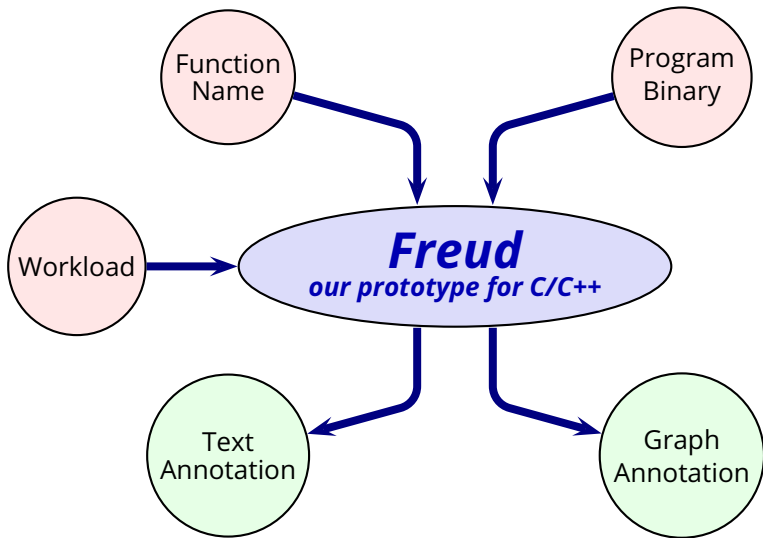 Function
Name
Program
Binary
Workload
Freud
our prototype for C/C++
Text
Annotation
Graph
Annotation